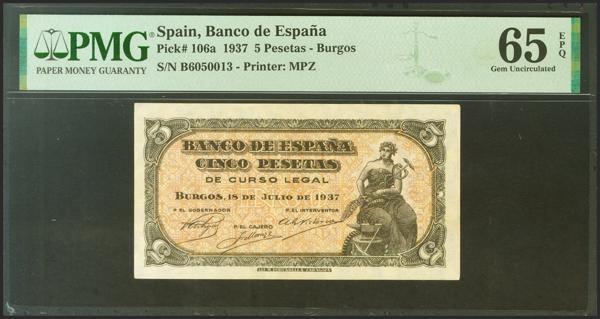 PMG
PAPER MONEY GUARANTY
Spain, Banco de España
Pick# 106a 1937 5 Pesetas - Burgos
S/N B6050013 - Printer: MPZ
65 EPQ
Gem Uncirculated
BANCO DE ESPAÑA
CINCO PESETAS
DE CURSO LEGAL
BURGOS, 18 DE JULIO DE 1937
P. EL GOBERNADOR P. EL INTERVENTOR
P. EL CAJERO
5
5